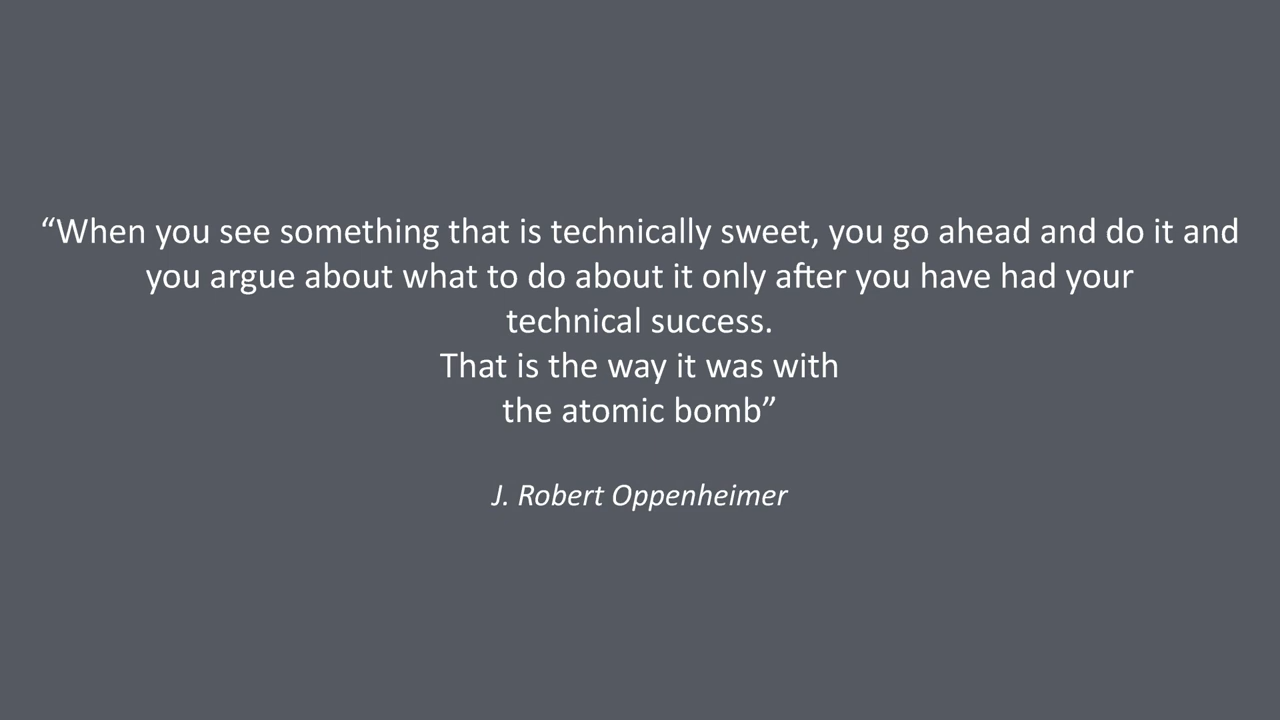 “When you see something that is technically sweet, you go ahead and do it and
you argue about what to do about it only after you have had your
technical success.
That is the way it was with
the atomic bomb”
J. Robert Oppenheimer